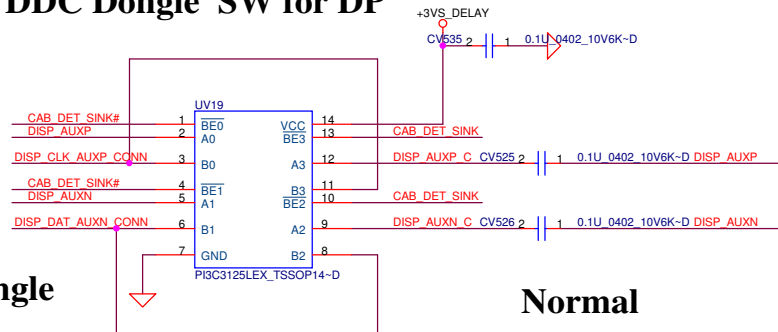 DDC Dongle SW for DP
+3VS_DELAY
CV535 2 1 0.1U_0402_10V6K~D
UV19
CAB_DET_SINK# 1 BE0 VCC 14
DISP_AUXP 2 A0 BE3 13 CAB_DET_SINK
DISP_CLK_AUXP_CONN 3 B0 A3 12 DISP_AUXP_C CV525 2 1 0.1U_0402_10V6K~D DISP_AUXP
CAB_DET_SINK# 4 BE1 B3 11
DISP_AUXN 5 A1 BE2 10 CAB_DET_SINK
DISP_DAT_AUXN_CONN 6 B1 A2 9 DISP_AUXN_C CV526 2 1 0.1U_0402_10V6K~D DISP_AUXN
7 GND B2 8
PI3C3125LEX_TSSOP14~D
ngle
Normal